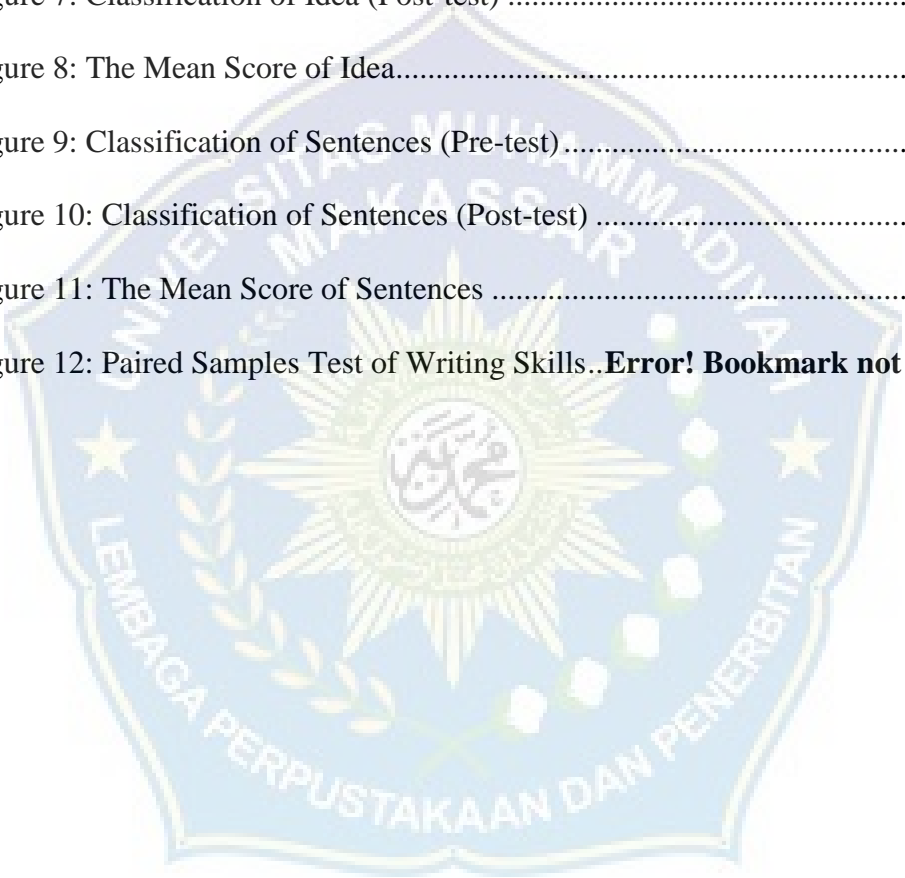 gure 7: Classification of Idea (Post-test) ..........................................
gure 8: The Mean Score of Idea..........................................................
gure 9: Classification of Sentences (Pre-test)......................................
gure 10: Classification of Sentences (Post-test) ...................................
gure 11: The Mean Score of Sentences ................................................
gure 12: Paired Samples Test of Writing Skills..Error! Bookmark not
UNIVERSITAS MUHAMMADIYAH
MAKASSAR
LEMBAGA PERPUSTAKAAN DAN PENERBITAN